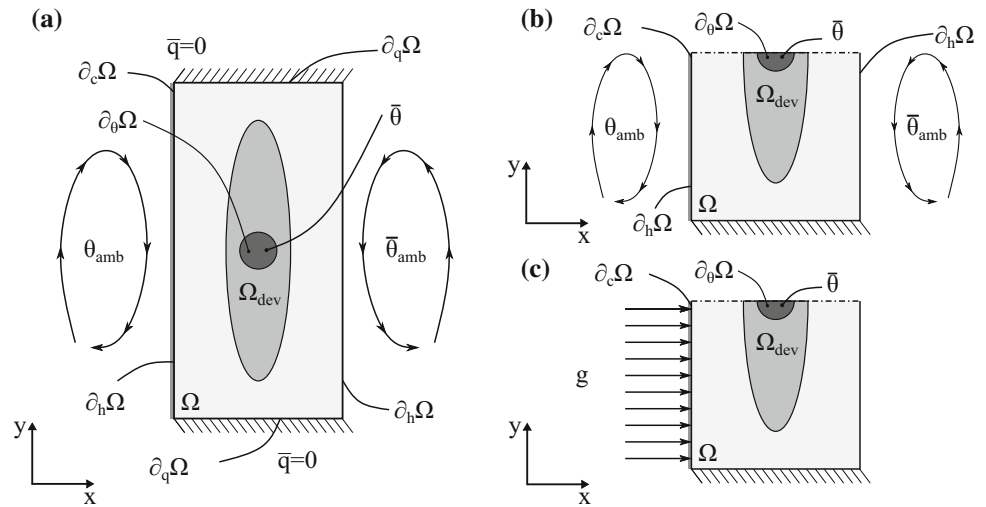 (a)
q̅=0
∂qΩ
∂cΩ
∂θΩ
θ̅
θamb
θ̅amb
Ωdev
∂hΩ
Ω
∂hΩ
∂qΩ
q̅=0
y
x
(b)
∂cΩ
∂θΩ
θ̅
∂hΩ
Ωdev
θamb
θ̅amb
y
Ω
x
∂hΩ
(c)
∂cΩ
∂θΩ
θ̅
Ωdev
g
y
Ω
x